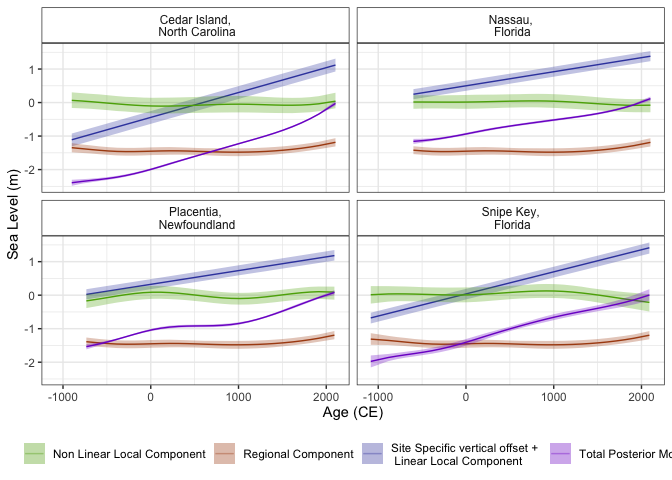 Cedar Island,
North Carolina
Nassau,
Florida
1
0
-1
-2
Placentia,
Newfoundland
Snipe Key,
Florida
1
0
-1
-2
Sea Level (m)
-1000 0 1000 2000 -1000 0 1000 2000
Age (CE)
Non Linear Local Component Regional Component Site Specific vertical offset +
Linear Local Component Total Posterior